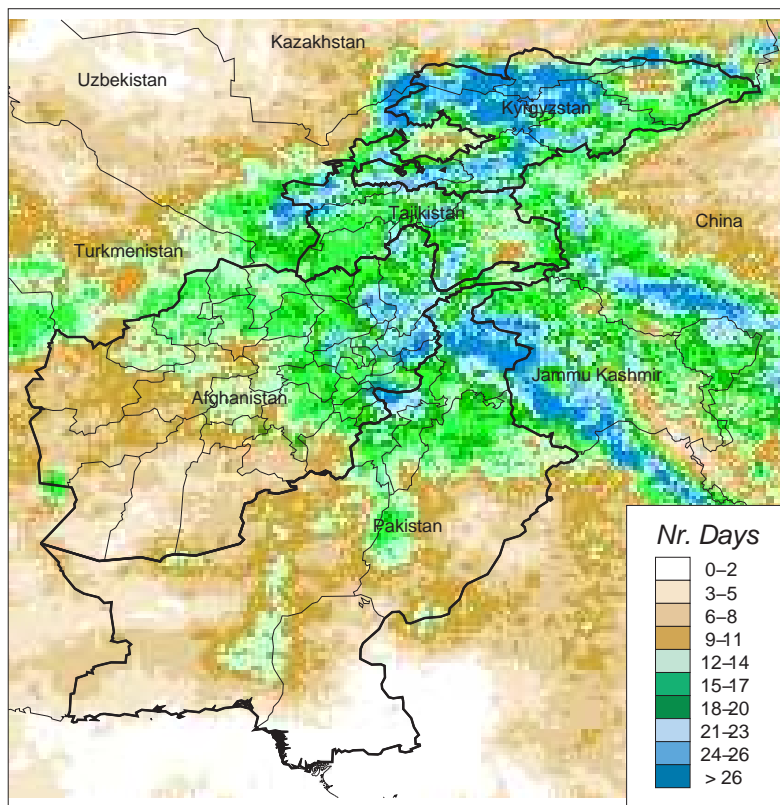 Kazakhstan
Uzbekistan
Kyrgyzstan
Tajikistan
China
Turkmenistan
Jammu Kashmir
Afghanistan
Pakistan
Nr. Days
0–2
3–5
6–8
9–11
12–14
15–17
18–20
21–23
24–26
> 26